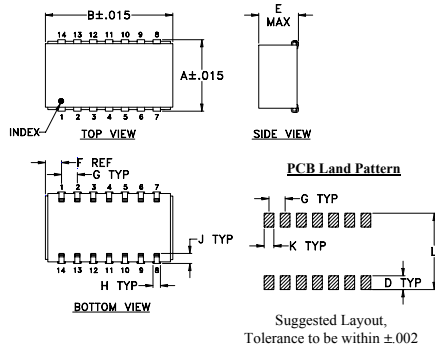 B±.015
14 13 12 11 10 9 8
A±.015
1 2 3 4 5 6 7
INDEX
TOP VIEW
E
MAX
SIDE VIEW
F REF
G TYP
1 2 3 4 5 6 7
J TYP
14 13 12 11 10 9 8
H TYP
BOTTOM VIEW
PCB Land Pattern
G TYP
K TYP
L
D TYP
Suggested Layout,
Tolerance to be within ±.002